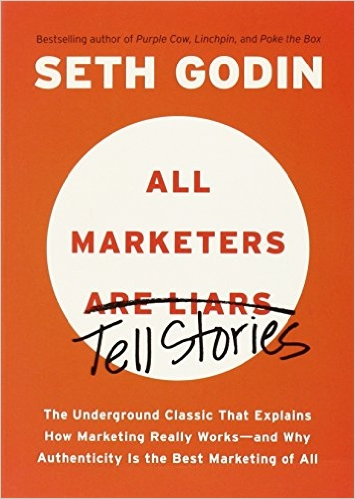 Bestselling author of Purple Cow, Linchpin, and Poke the Box
SETH GODIN
ALL
MARKETERS
ARE LIARS
Tell Stories
The Underground Classic That Explains
How Marketing Really Works—and Why
Authenticity Is the Best Marketing of All